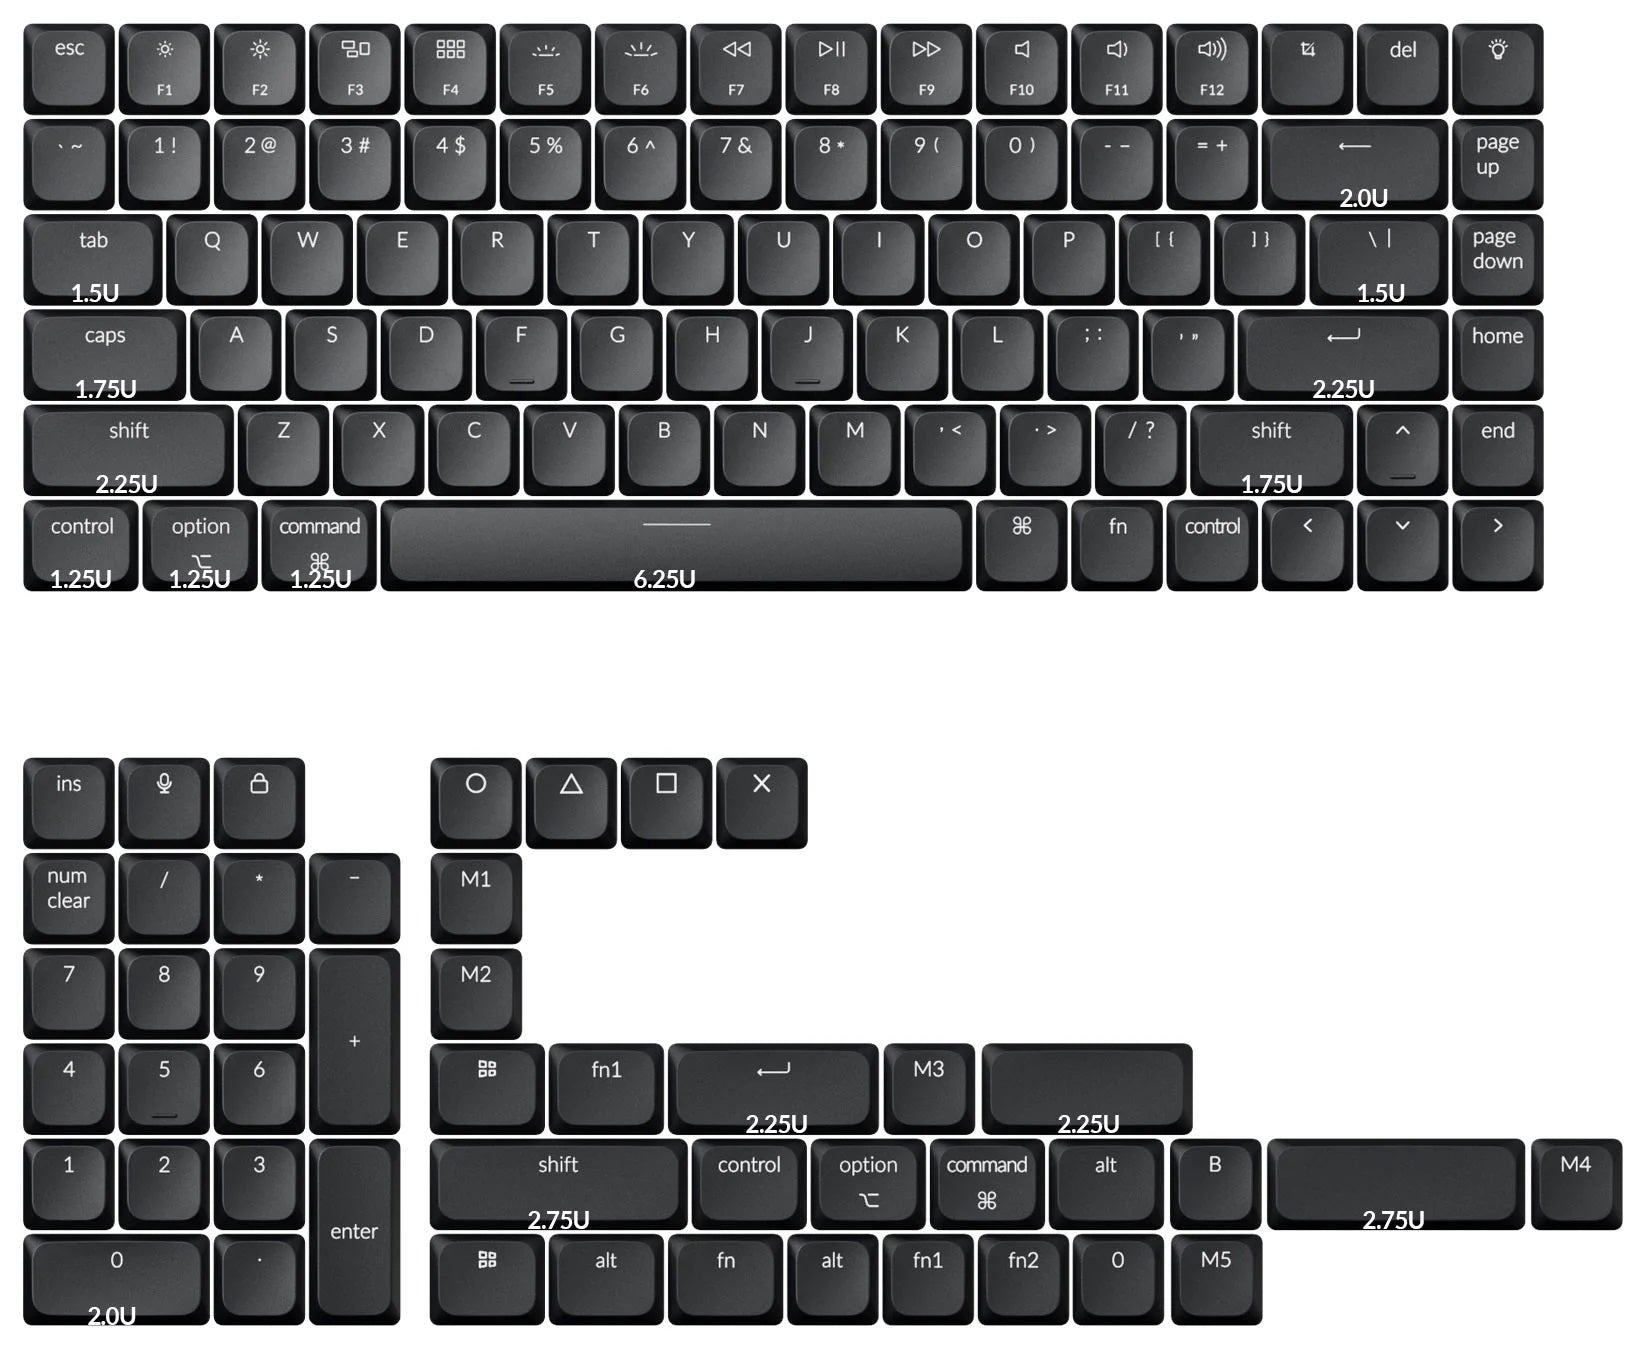 esc del
F1 F2 F3 F4 F5 F6 F7 F8 F9 F10 F11 F12
` ~ 1 ! 2 @ 3 # 4 $ 5 % 6 ^ 7 & 8 * 9 ( 0 ) - – = + ← page
up
2.0U
tab Q W E R T Y U I O P [ { ] } \ | page
down
1.5U 1.5U
caps A S D F G H J K L ; : , ,, home
1.75U 2.25U
shift Z X C V B N M , < . > / ? shift ^ end
2.25U 1.75U
control option command ⌘ fn control < ⌄ >
⌥ ⌘
1.25U 1.25U 1.25U 6.25U
ins
num
clear / * –
7 8 9
+
4 5 6
1 2 3
enter
0 .
2.0U
○ △ □ X
M1
M2
fn1 M3
2.25U 2.25U
shift control option command alt B M4
⌥ ⌘
2.75U 2.75U
alt fn alt fn1 fn2 0 M5